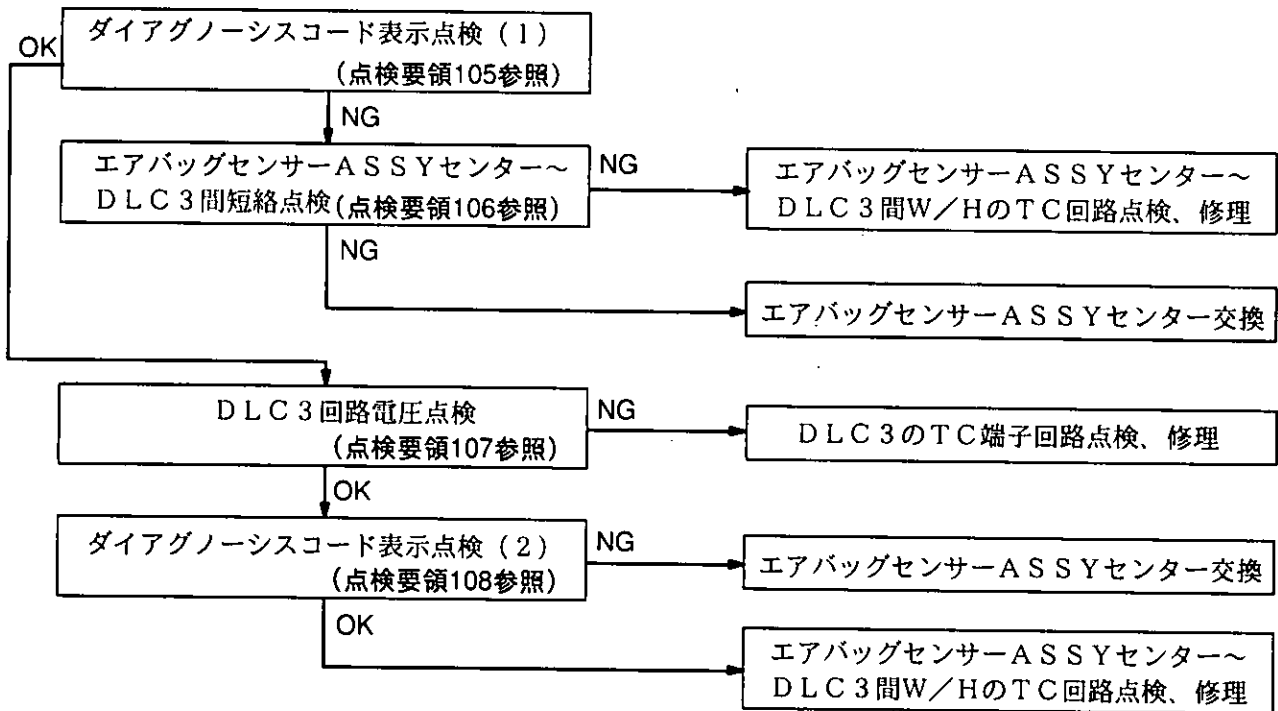 OK
ダイアグノーシスコード表示点検（1）
（点検要領105参照）
NG
エアバッグセンサーＡＳＳＹセンター～
ＤＬＣ３間短絡点検（点検要領106参照）
NG
エアバッグセンサーＡＳＳＹセンター～
ＤＬＣ３間Ｗ／ＨのＴＣ回路点検、修理
NG
エアバッグセンサーＡＳＳＹセンター交換
ＤＬＣ３回路電圧点検
（点検要領107参照）
NG
ＤＬＣ３のＴＣ端子回路点検、修理
OK
ダイアグノーシスコード表示点検（２）
（点検要領108参照）
NG
エアバッグセンサーＡＳＳＹセンター交換
OK
エアバッグセンサーＡＳＳＹセンター～
ＤＬＣ３間Ｗ／ＨのＴＣ回路点検、修理